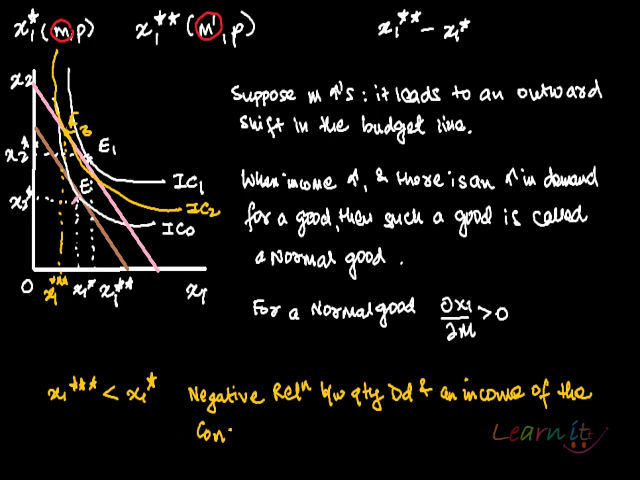 x₁*(m,p) x₁**(m',p) x₁** - x₁*
Suppose m ↑'s : it leads to an outward
shift in the budget line.
When income ↑, & there is an ↑ in demand
for a good, then such a good is called
a Normal good.
For a Normal good ∂x₁/∂M > 0
x₂
E₃
x₂*
E₁
x₂*
E
IC₁
IC₂
IC₀
0 x₁*** x₁* x₁** x₁
x₁*** < x₁* Negative Relⁿ b/w qty Dd & an income of the
Con
Learnit